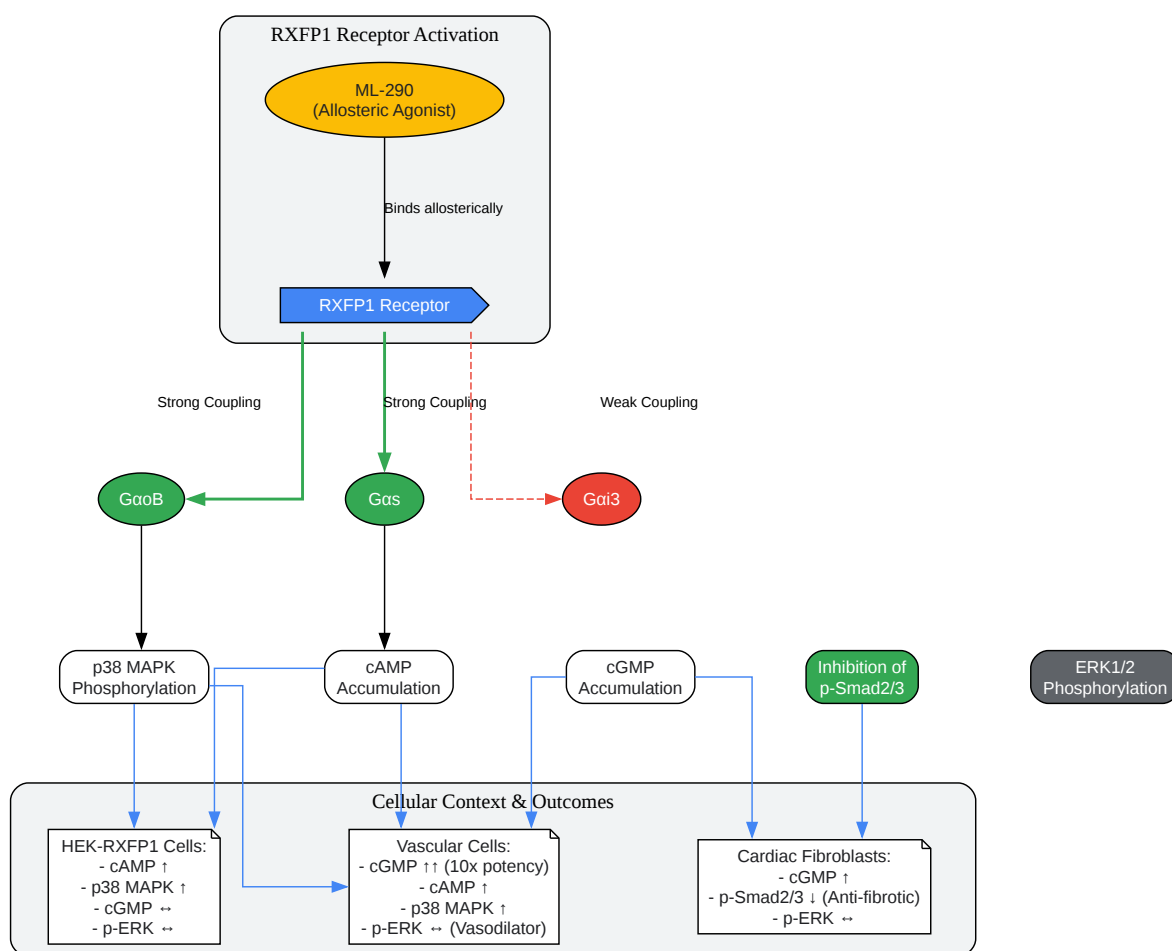 RXFP1 Receptor Activation
ML-290
(Allosteric Agonist)
Binds allosterically
RXFP1 Receptor
Strong Coupling
Strong Coupling
Weak Coupling
GαoB
Gαs
Gαi3
p38 MAPK
Phosphorylation
cAMP
Accumulation
cGMP
Accumulation
Inhibition of
p-Smad2/3
ERK1/2
Phosphorylation
Cellular Context & Outcomes
HEK-RXFP1 Cells:
- cAMP ↑
- p38 MAPK ↑
- cGMP ↔
- p-ERK ↔
Vascular Cells:
- cGMP ↑↑ (10x potency)
- cAMP ↑
- p38 MAPK ↑
- p-ERK ↔ (Vasodilator)
Cardiac Fibroblasts:
- cGMP ↑
- p-Smad2/3 ↓ (Anti-fibrotic)
- p-ERK ↔